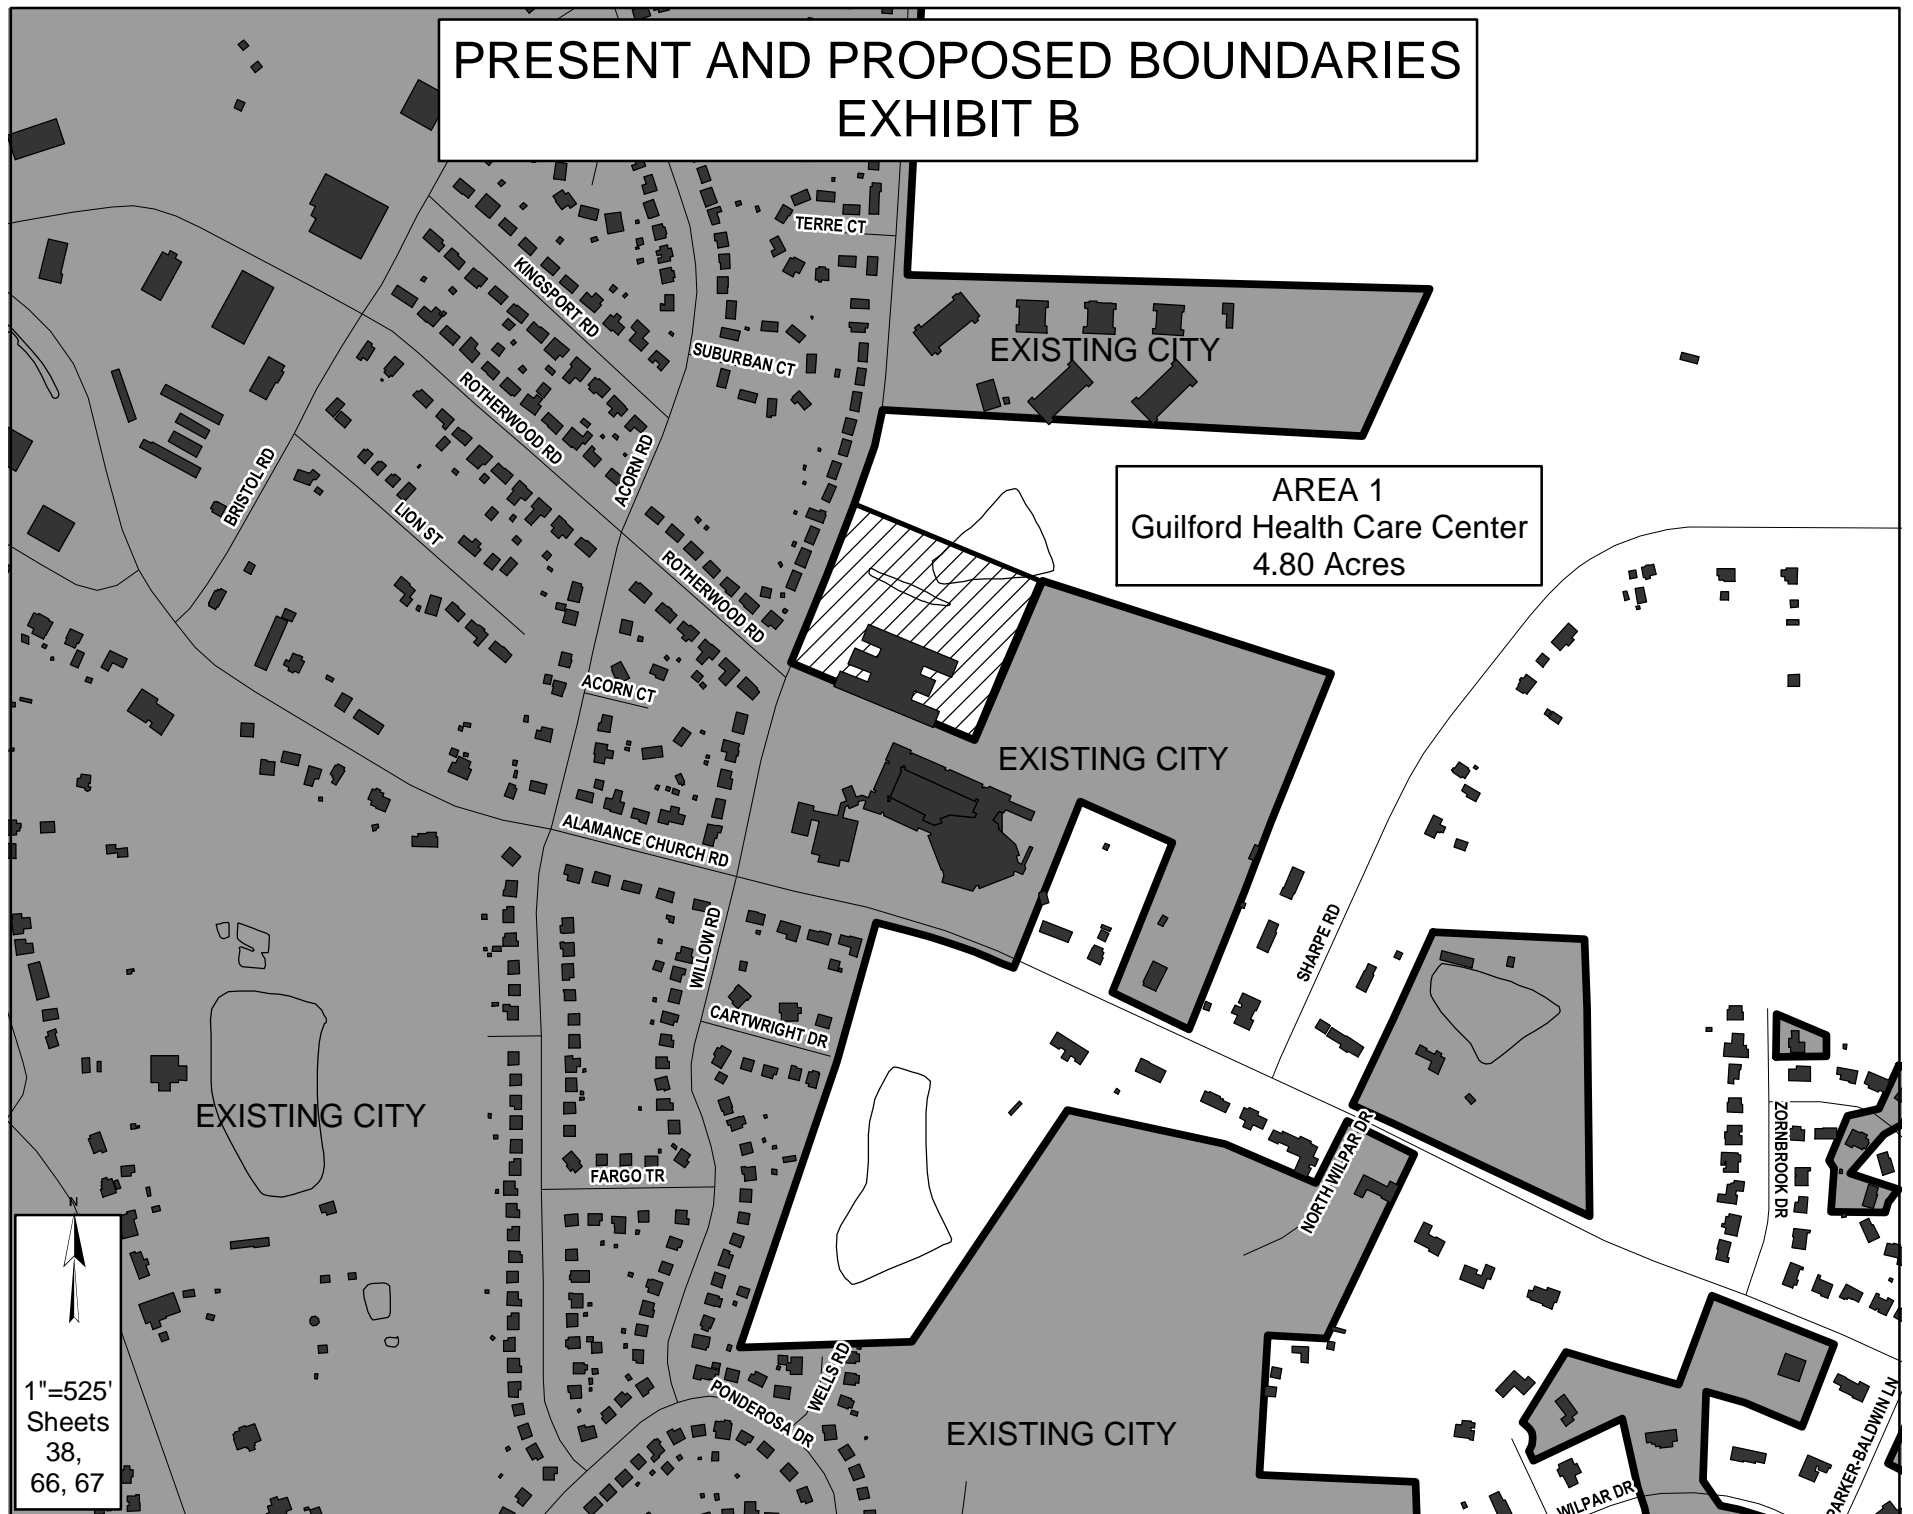 PRESENT AND PROPOSED BOUNDARIES
EXHIBIT B
TERRE CT
KINGSPORT RD
SUBURBAN CT
EXISTING CITY
ROTHERWOOD RD
ACORN RD
BRISTOL RD
LION ST
AREA 1
Guilford Health Care Center
4.80 Acres
ROTHERWOOD RD
ACORN CT
EXISTING CITY
ALAMANCE CHURCH RD
WILLOW RD
SHARPE RD
CARTWRIGHT DR
EXISTING CITY
ZORNBROOK DR
FARGO TR
NORTH WILPAR DR
N
1"=525'
Sheets
38,
66, 67
WELLS RD
PONDEROSA DR
EXISTING CITY
PARKER-BALDWIN LN
WILPAR DR